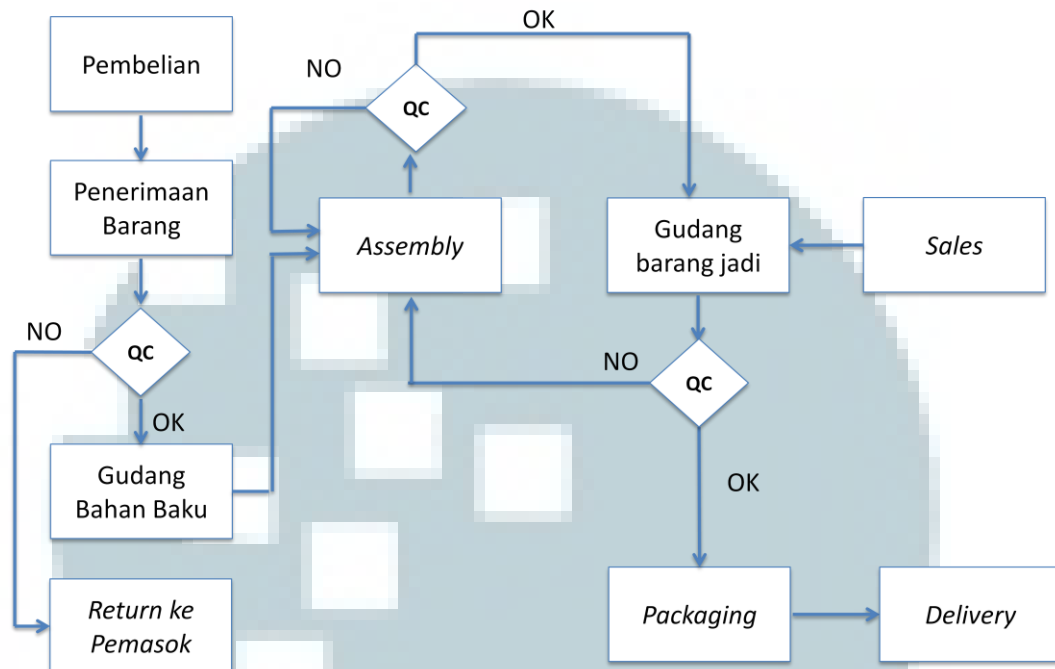 Pembelian
Penerimaan
Barang
QC
NO
OK
Gudang
Bahan Baku
Return ke
Pemasok
Assembly
QC
NO
OK
Gudang
barang jadi
Sales
QC
NO
OK
Packaging
Delivery